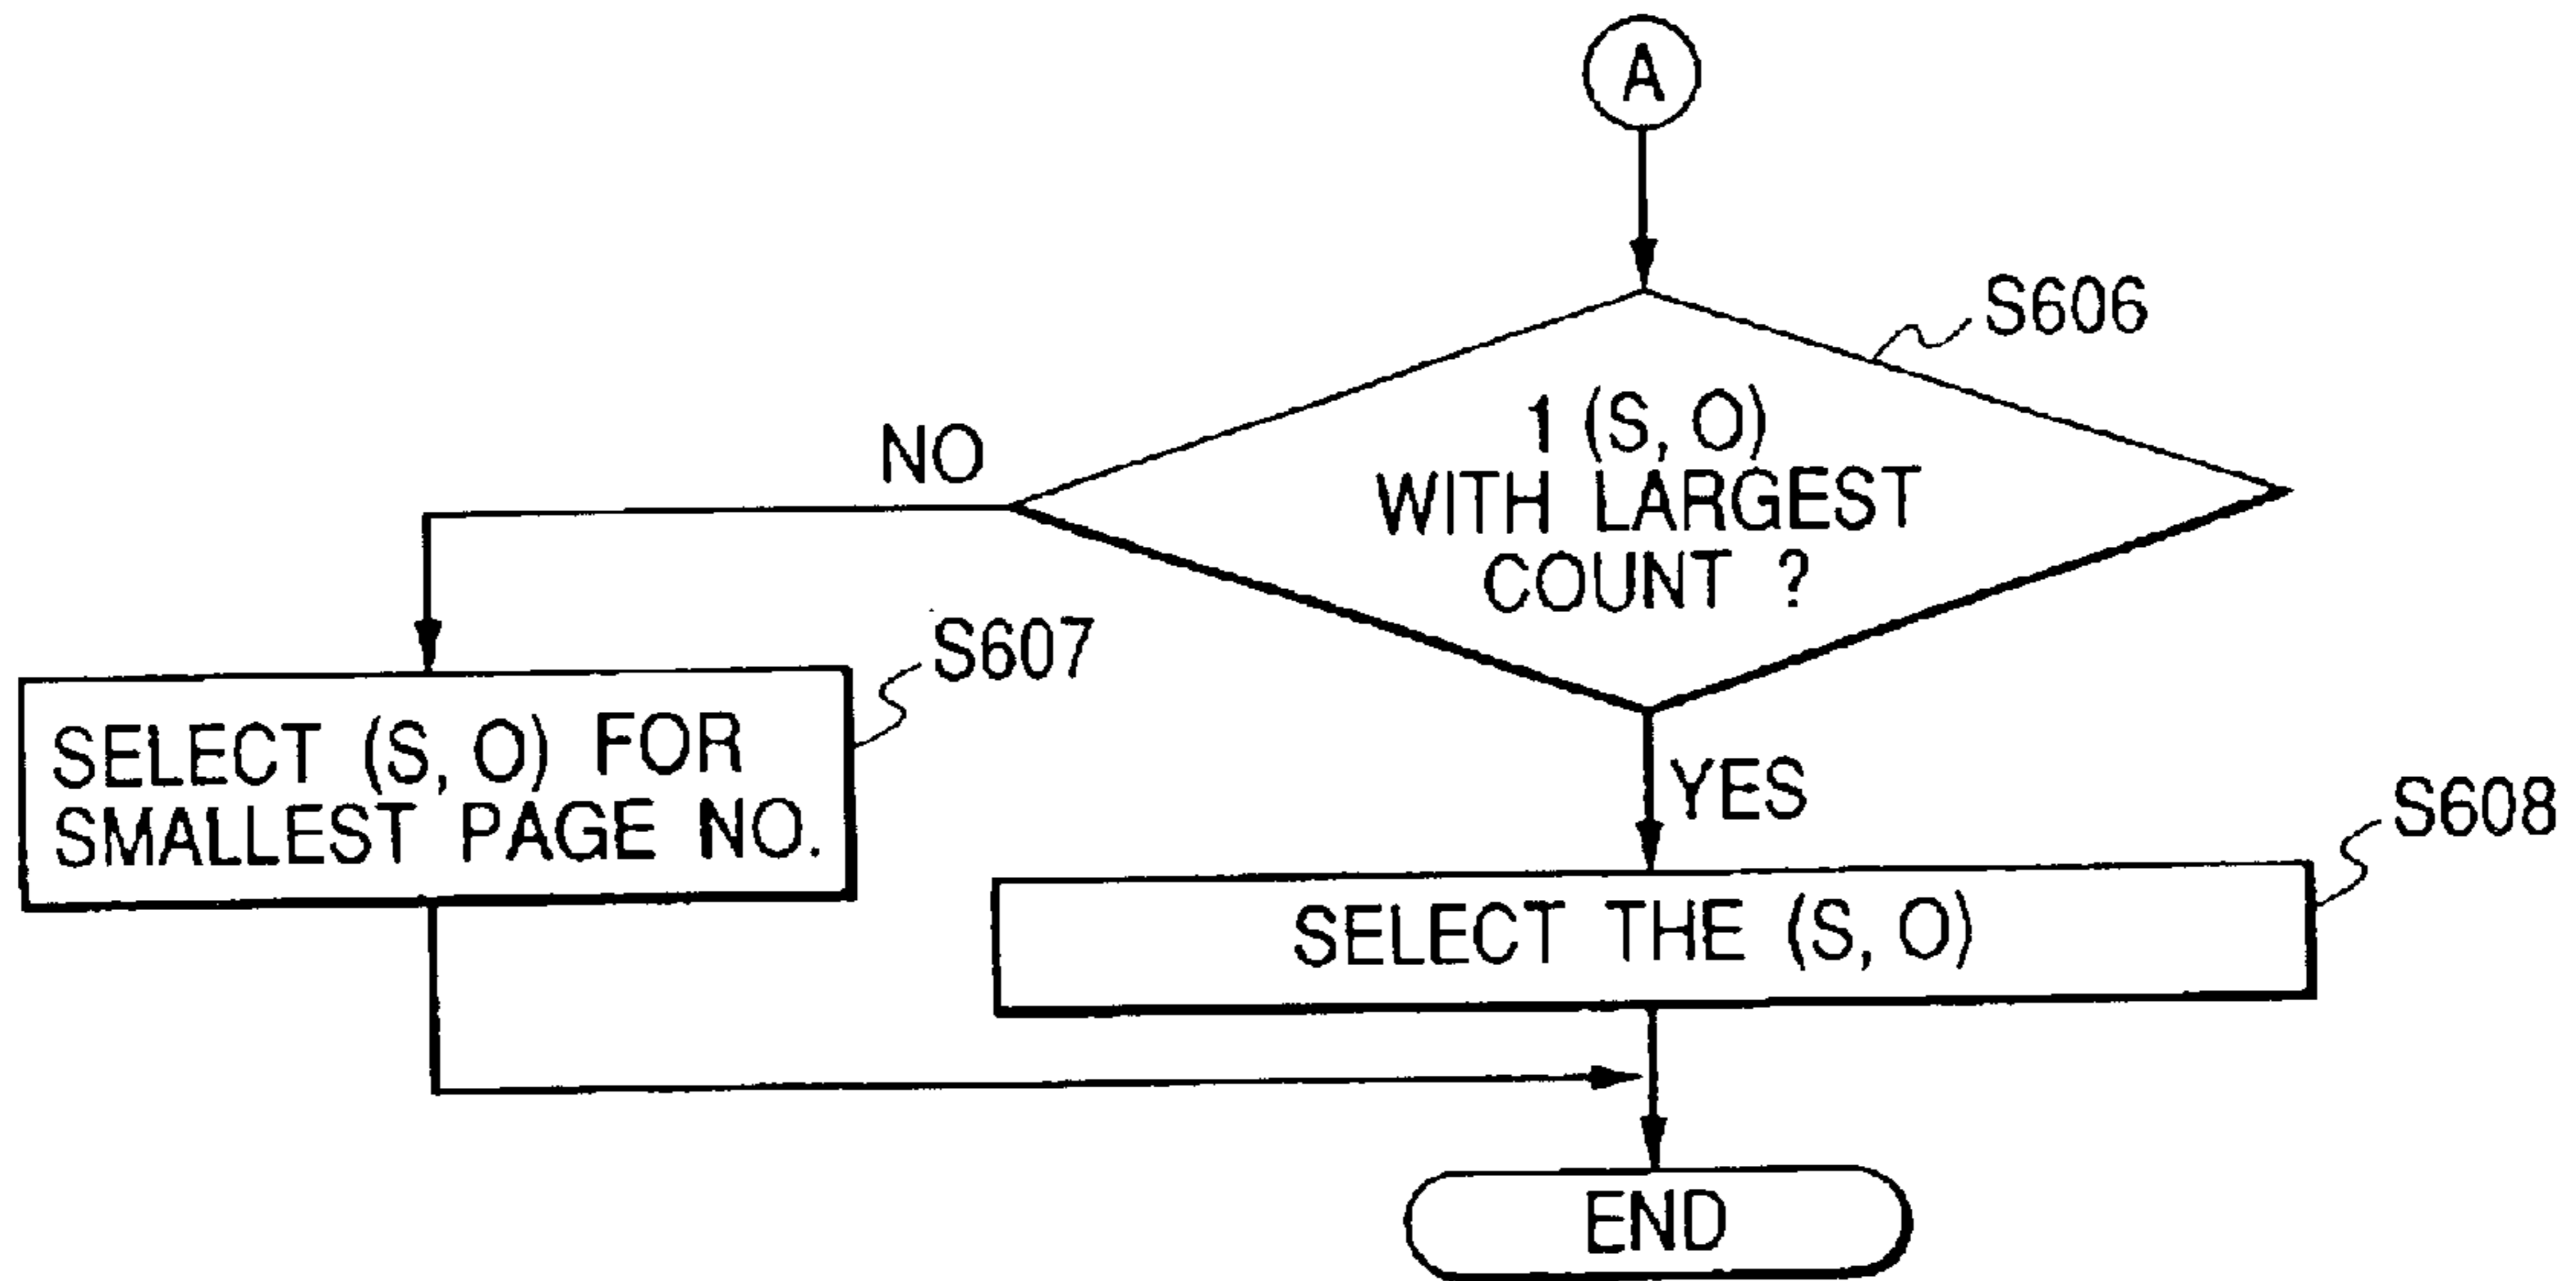 A
S606
1 (S, O)
WITH LARGEST
COUNT ?
NO
YES
S607
SELECT (S, O) FOR
SMALLEST PAGE NO.
S608
SELECT THE (S, O)
END